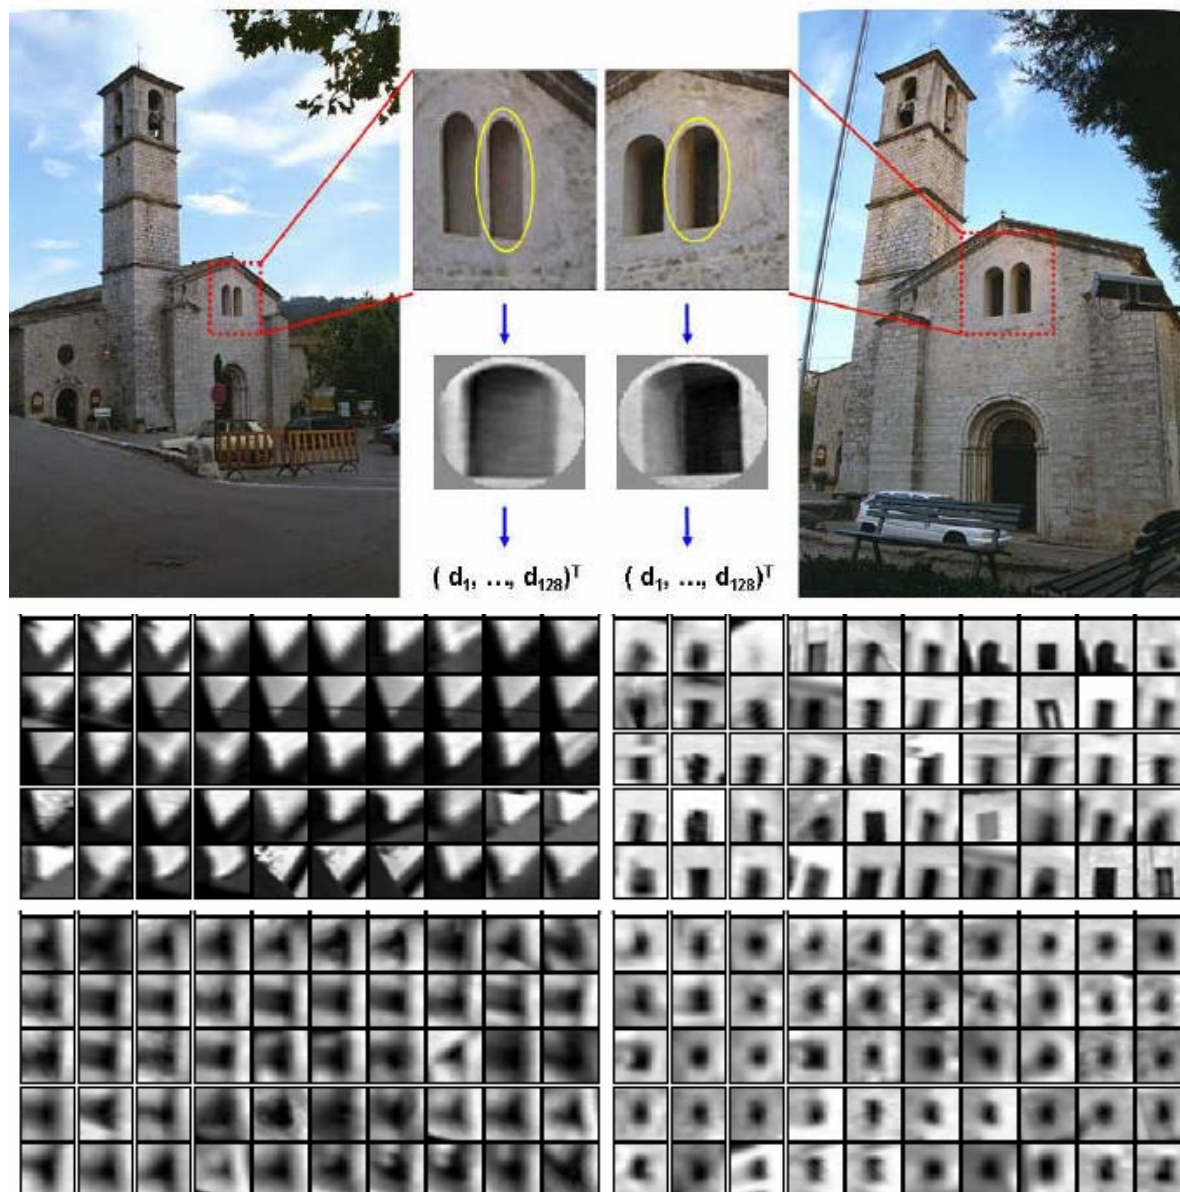 ( d1, ..., d128)T
( d1, ..., d128)T